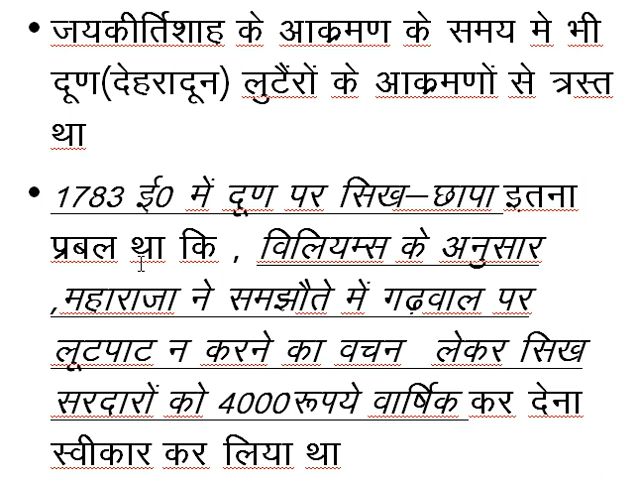 • जयकीर्तिशाह के आक्रमण के समय मे भी
दूण(देहरादून) लुटैंरों के आक्रमणों से त्रस्त
था
• 1783 ई0 में दूण पर सिख–छापा इतना
प्रबल था कि , विलियम्स के अनुसार
,महाराजा ने समझौते में गढ़वाल पर
लूटपाट न करने का वचन लेकर सिख
सरदारों को 4000रूपये वार्षिक कर देना
स्वीकार कर लिया था